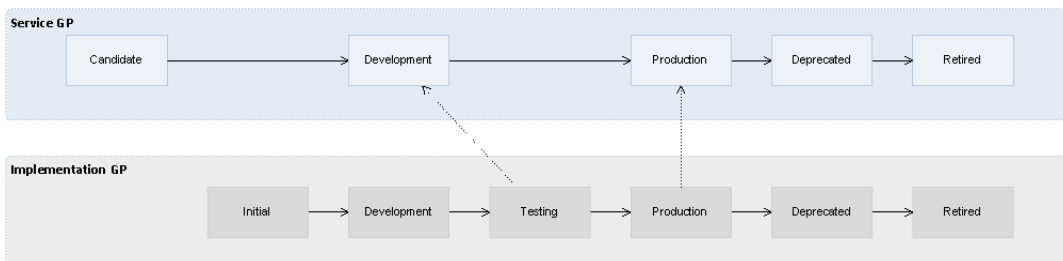 Service GP
Candidate
Development
Production
Deprecated
Retired
Implementation GP
Initial
Development
Testing
Production
Deprecated
Retired